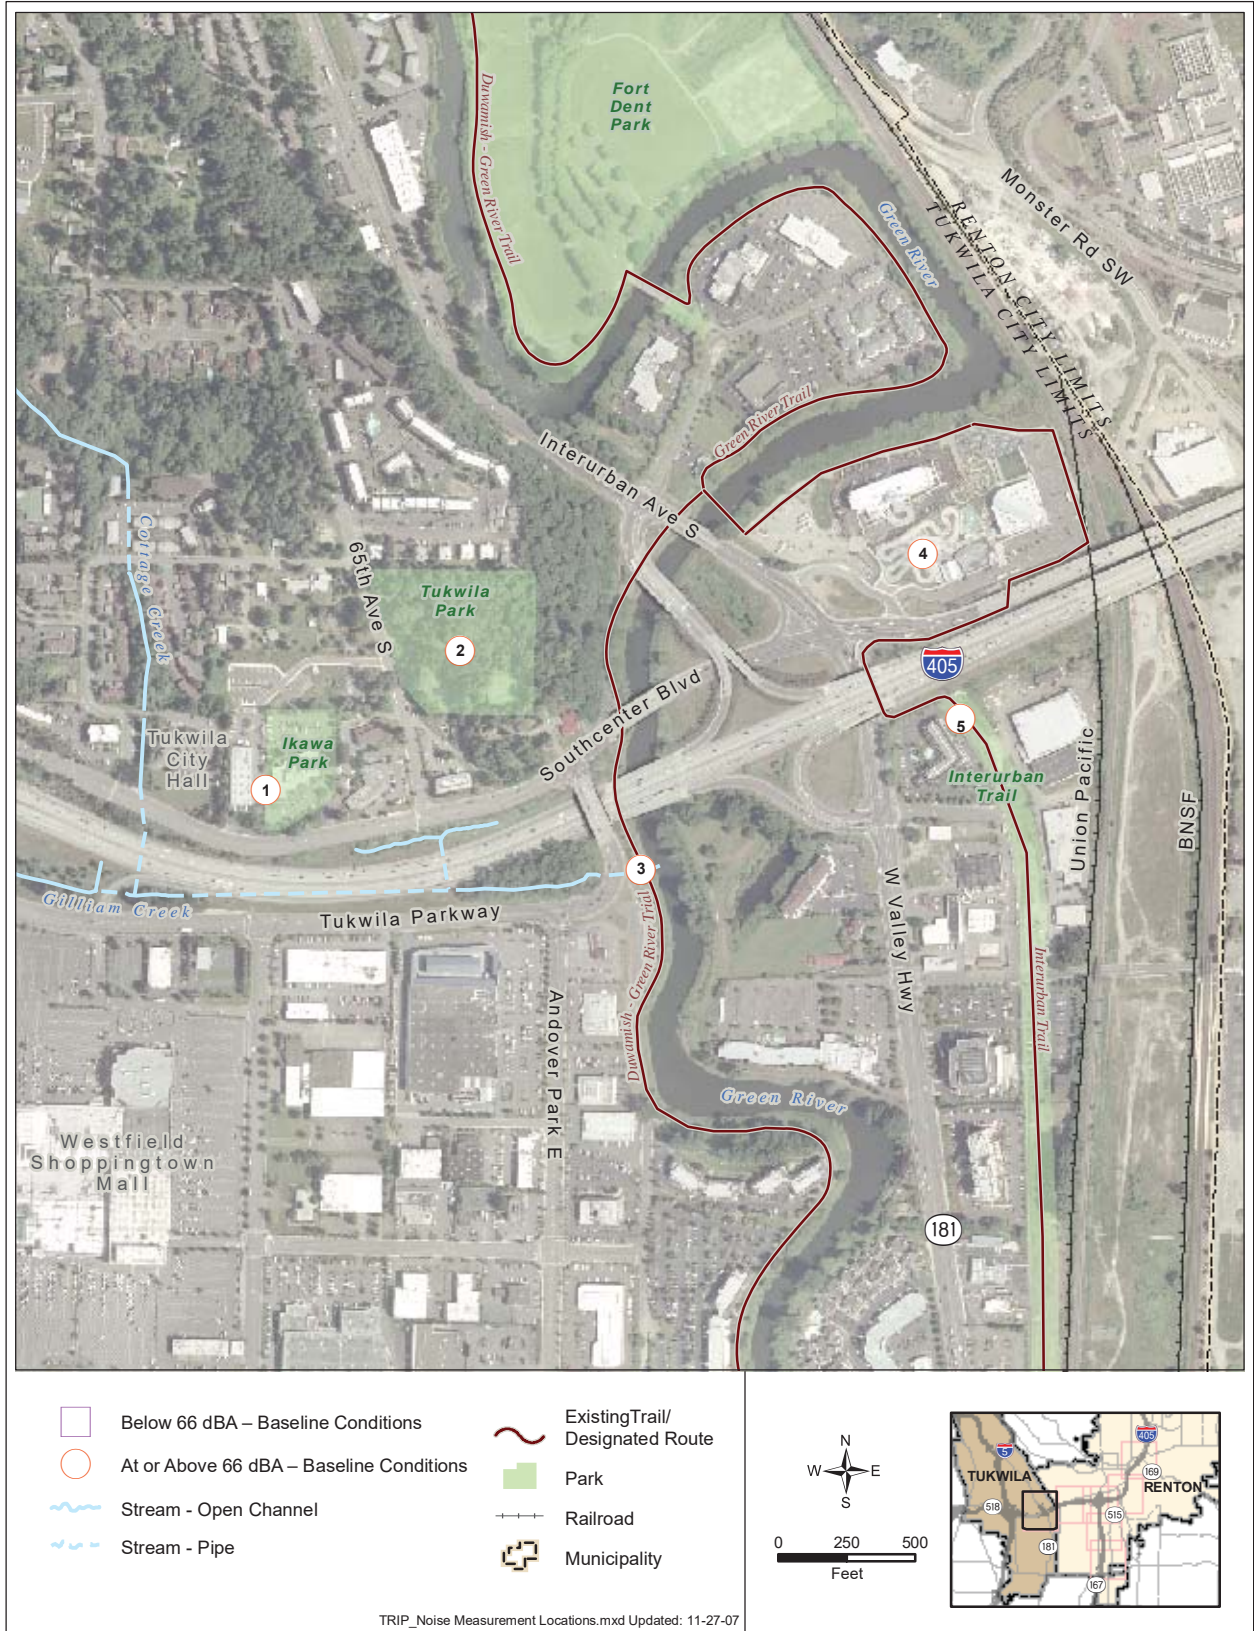 Fort
Dent
Park
Duwamish - Green River Trail
Monster Rd SW
Green River
RENTON CITY LIMITS
TUKWILA CITY LIMITS
Green River Trail
Interurban Ave S
Cottage Creek
65th Ave S
4
Tukwila
Park
2
405
Southcenter Blvd
5
Tukwila
City
Hall
Ikawa
Park
1
Interurban
Trail
Union Pacific
BNSF
3
Gilliam Creek
Tukwila Parkway
W Valley Hwy
Duwamish - Green River Trial
Interurban Trail
Andover Park E
Green River
Westfield
Shoppingtown
Mall
181
Below 66 dBA – Baseline Conditions
At or Above 66 dBA – Baseline Conditions
Stream - Open Channel
Stream - Pipe
ExistingTrail/
Designated Route
Park
Railroad
Municipality
N
W E
S
0 250 500
Feet
5
405
TUKWILA
169
RENTON
518
515
181
167
TRIP_Noise Measurement Locations.mxd Updated: 11-27-07